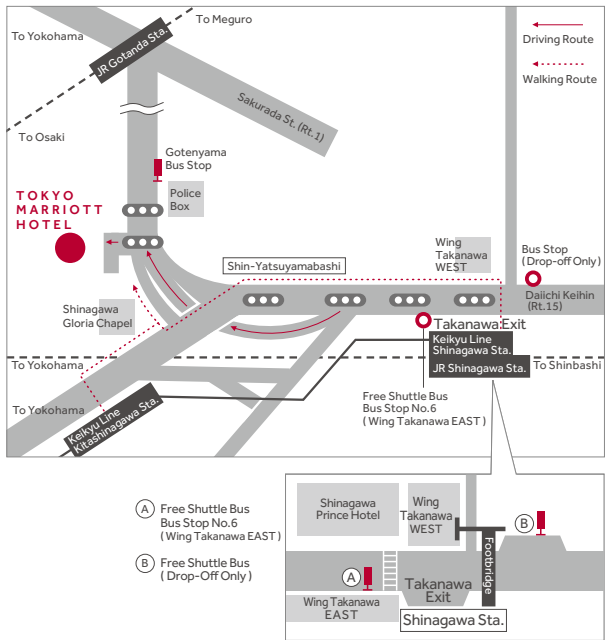 To Meguro
To Yokohama
JR Gotanda Sta.
Driving Route
Walking Route
Sakurada St. (Rt.1)
To Osaki
Gotenyama
Bus Stop
Police
Box
TOKYO
MARRIOTT
HOTEL
Wing
Takanawa
WEST
Bus Stop
(Drop-off Only)
Shin-Yatsuyamabashi
Daiichi Keihin
(Rt.15)
Shinagawa
Gloria Chapel
Takanawa Exit
Keikyu Line
Shinagawa Sta.
JR Shinagawa Sta.
To Yokohama
To Shinbashi
To Yokohama
Keikyu Line
Kitashinagawa Sta.
Free Shuttle Bus
Bus Stop No.6
(Wing Takanawa EAST)
A Free Shuttle Bus
Bus Stop No.6
(Wing Takanawa EAST)
B Free Shuttle Bus
(Drop-Off Only)
Shinagawa
Prince Hotel
Wing
Takanawa
WEST
B
Footbridge
A
Takanawa
Exit
Wing Takanawa
EAST
Shinagawa Sta.